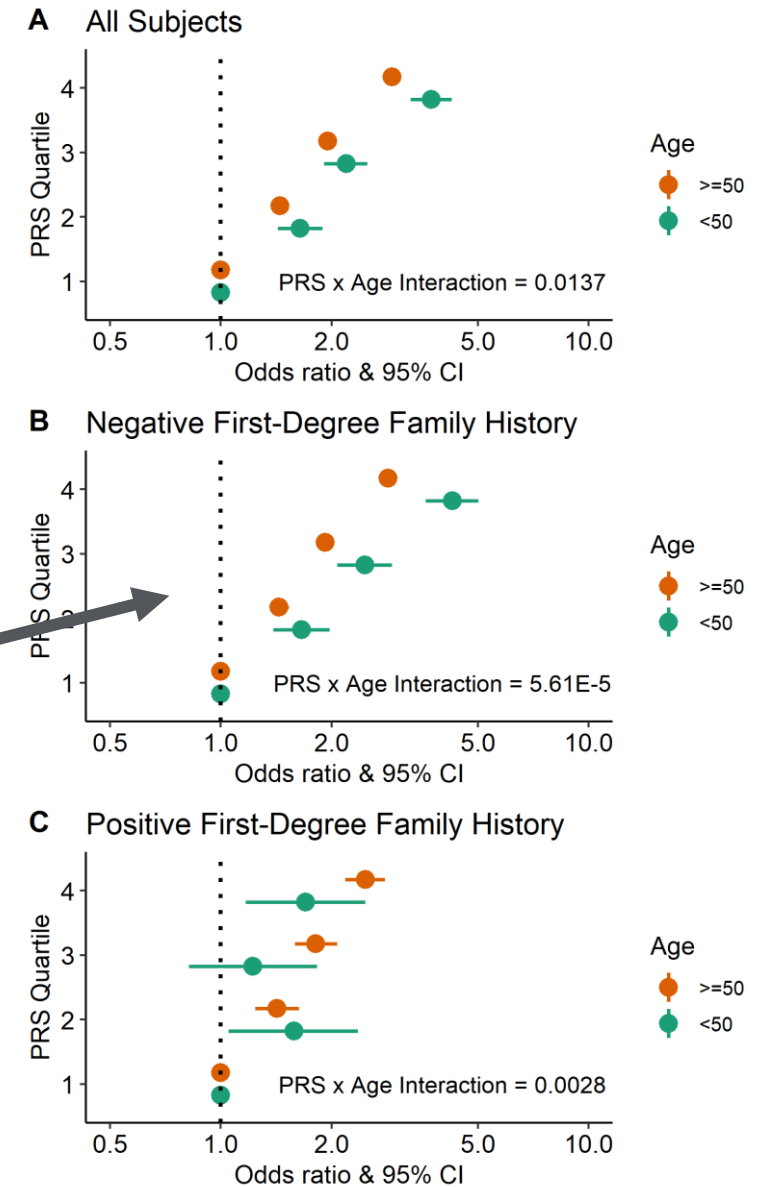 A All Subjects
PRS Quartile
4
3
2
1
PRS x Age Interaction = 0.0137
0.5 1.0 2.0 5.0 10.0
Odds ratio & 95% CI
Age
>=50
<50
B Negative First-Degree Family History
PRS Quartile
4
3
2
1
PRS x Age Interaction = 5.61E-5
0.5 1.0 2.0 5.0 10.0
Odds ratio & 95% CI
Age
>=50
<50
C Positive First-Degree Family History
PRS Quartile
4
3
2
1
PRS x Age Interaction = 0.0028
0.5 1.0 2.0 5.0 10.0
Odds ratio & 95% CI
Age
>=50
<50